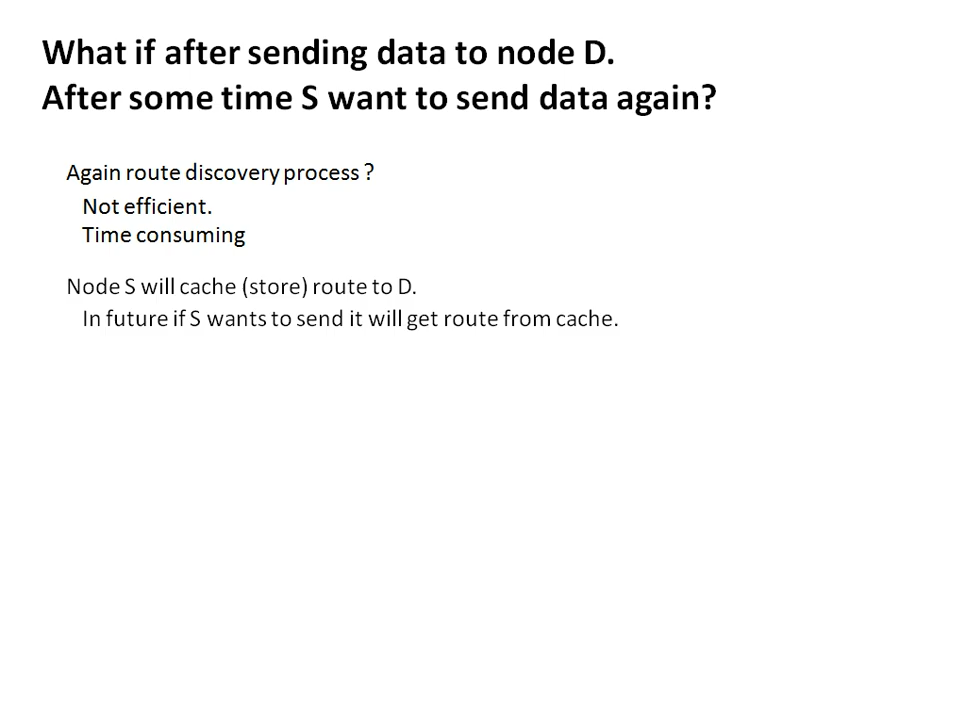 What if after sending data to node D.
After some time S want to send data again?
Again route discovery process ?
Not efficient.
Time consuming
Node S will cache (store) route to D.
In future if S wants to send it will get route from cache.